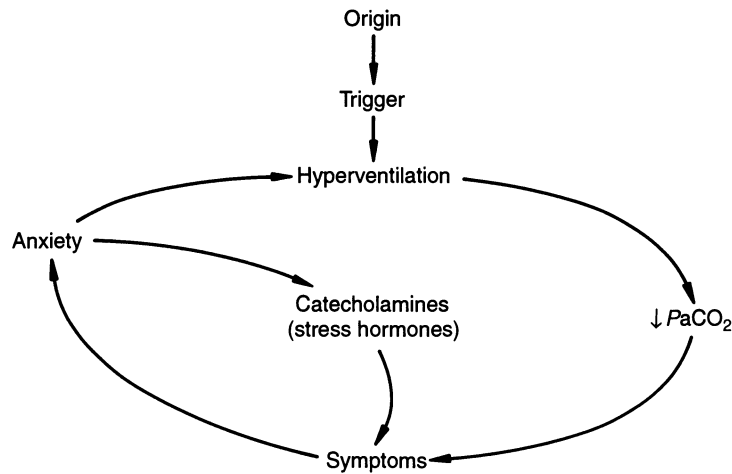 Origin
Trigger
Hyperventilation
Anxiety
Catecholamines
(stress hormones)
↓PaCO₂
Symptoms